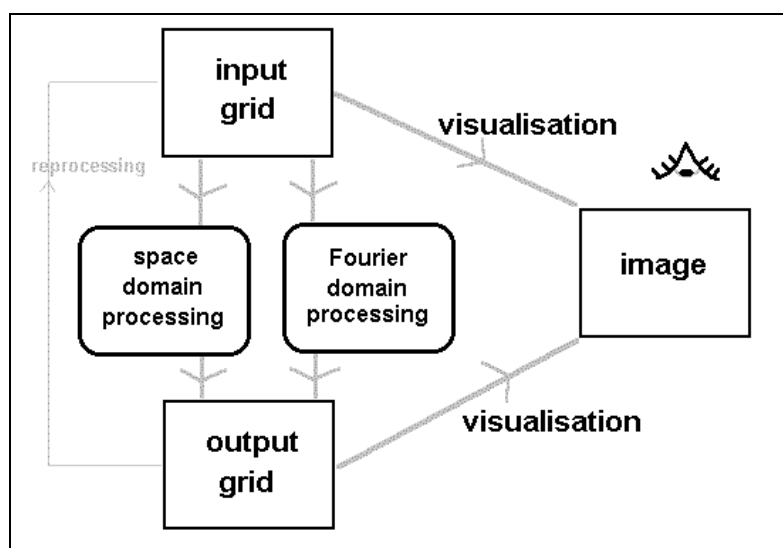 input
grid
visualisation
reprocessing
space
domain
processing
Fourier
domain
processing
image
output
grid
visualisation